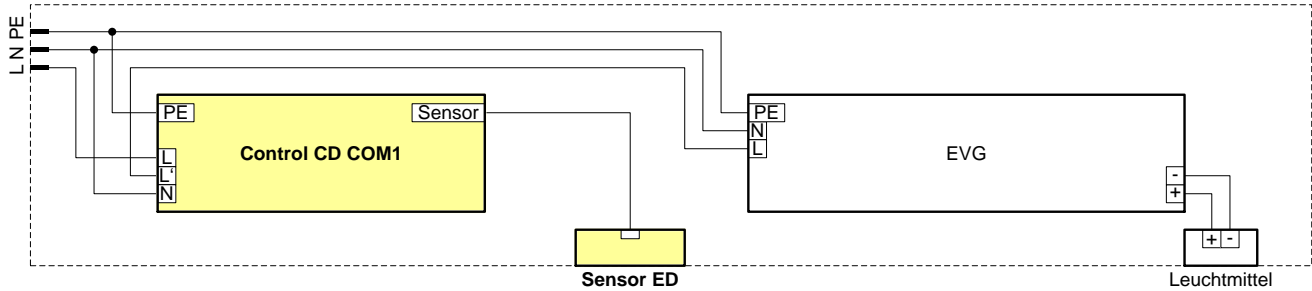 L N PE
PE
Sensor
L
L‘
N
Control CD COM1
PE
N
L
EVG
-
+
+ -
Sensor ED
Leuchtmittel